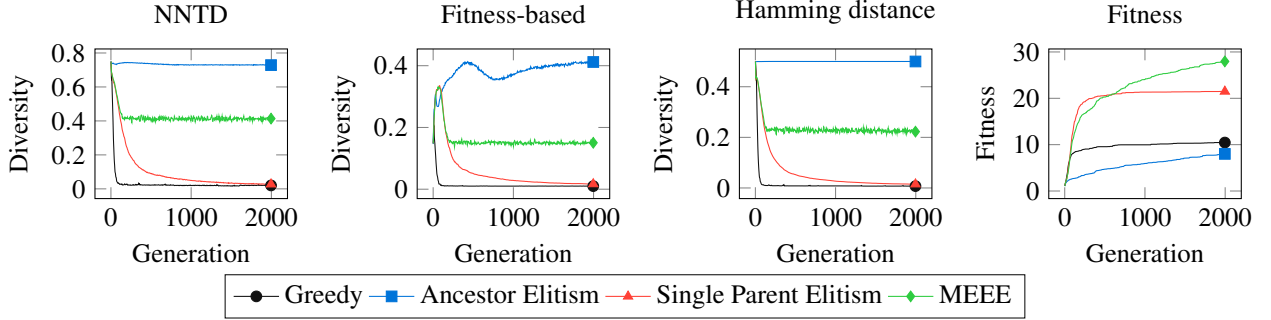 NNTD
Fitness-based
Hamming distance
Fitness
0.8
0.6
0.4
0.2
0
Diversity
0
1000
2000
Generation
0.4
0.2
0
Diversity
0
1000
2000
Generation
0.4
0.2
0
Diversity
0
1000
2000
Generation
30
20
10
0
Fitness
0
1000
2000
Generation
Greedy
Ancestor Elitism
Single Parent Elitism
MEEE